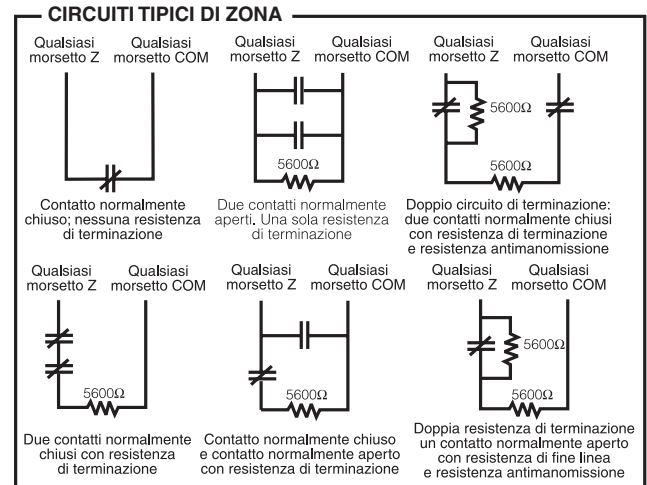 CIRCUITI TIPICI DI ZONA
Qualsiasi
morsetto Z
Qualsiasi
morsetto COM
Contatto normalmente
chiuso; nessuna resistenza
di terminazione
Qualsiasi
morsetto Z
Qualsiasi
morsetto COM
5600Ω
Due contatti normalmente
aperti. Una sola resistenza
di terminazione
Qualsiasi
morsetto Z
Qualsiasi
morsetto COM
5600Ω
5600Ω
Doppio circuito di terminazione:
due contatti normalmente chiusi
con resistenza di terminazione
e resistenza antimanomissione
Qualsiasi
morsetto Z
Qualsiasi
morsetto COM
5600Ω
Due contatti normalmente
chiusi con resistenza
di terminazione
Qualsiasi
morsetto Z
Qualsiasi
morsetto COM
5600Ω
Contatto normalmente chiuso
e contatto normalmente aperto
con resistenza di terminazione
Qualsiasi
morsetto Z
Qualsiasi
morsetto COM
5600Ω
5600Ω
Doppia resistenza di terminazione
un contatto normalmente aperto
con resistenza di fine linea
e resistenza antimanomissione